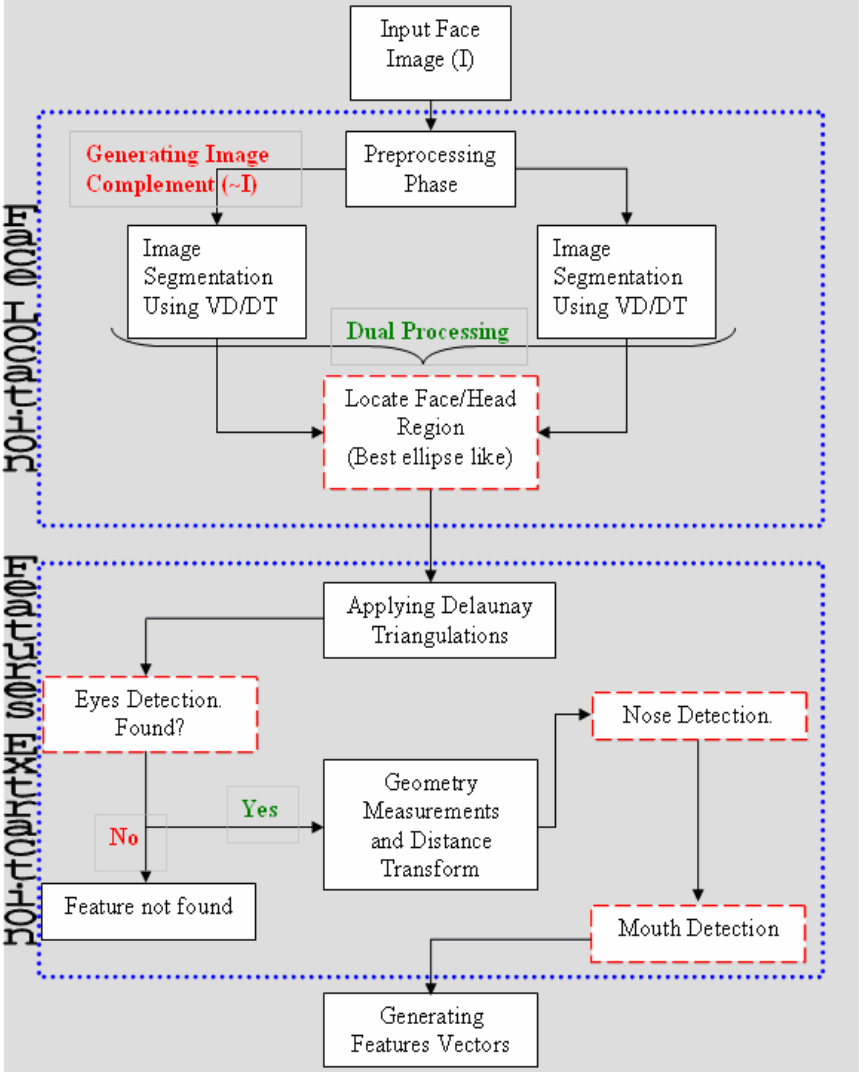 Input Face
Image (I)
Generating Image
Complement (~I)
Preprocessing
Phase
Image
Segmentation
Using VD/DT
Image
Segmentation
Using VD/DT
Dual Processing
Locate Face/Head
Region
(Best ellipse like)
Face Location
Applying Delaunay
Triangulations
Eyes Detection.
Found?
Nose Detection.
Geometry
Measurements
and Distance
Transform
Yes
No
Feature not found
Mouth Detection
Features Extraction
Generating
Features Vectors